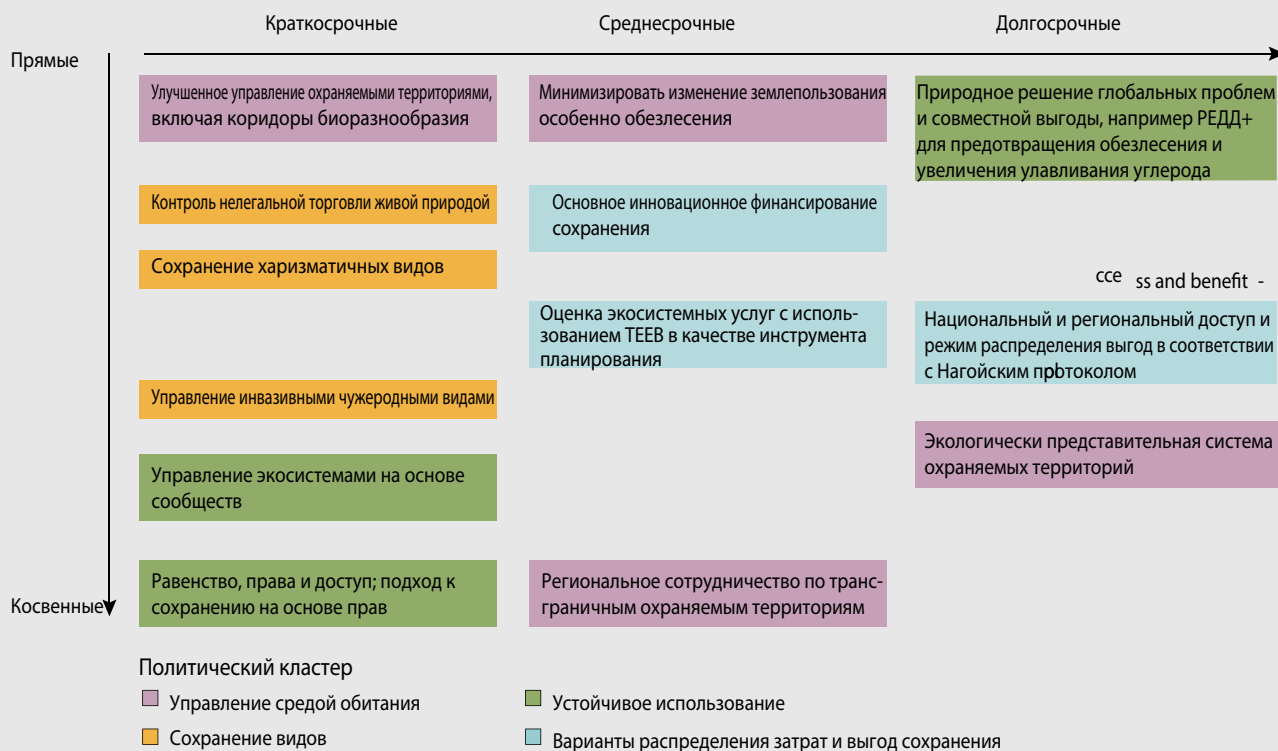 Краткосрочные
Среднесрочные
Долгосрочные
Прямые
Улучшенное управление охраняемыми территориями,
включая коридоры биоразнообразия
Минимизировать изменение землепользования
особенно обезлесения
Природное решение глобальных проблем
и совместной выгоды, например РЕДД+
для предотвращения обезлесения и
увеличения улавливания углерода
Контроль нелегальной торговли живой природой
Основное инновационное финансирование
сохранения
Сохранение харизматичных видов
cce ss and benefit -
Оценка экосистемных услуг с исполь-
зованием ТЕЕВ в качестве инструмента
планирования
Национальный и региональный доступ и
режим распределения выгод в соответствии
с Нагойским
Управление инвазивными чужеродными видами
Экологически представительная система
охраняемых территорий
Управление экосистемами на основе
сообществ
Равенство, права и доступ; подход к
сохранению на основе прав
Региональное сотрудничество по транс-
граничным охраняемым территориям
Косвенные
Политический кластер
Управление средой обитания
Устойчивое использование
Сохранение видов
Варианты распределения затрат и выгод сохранения